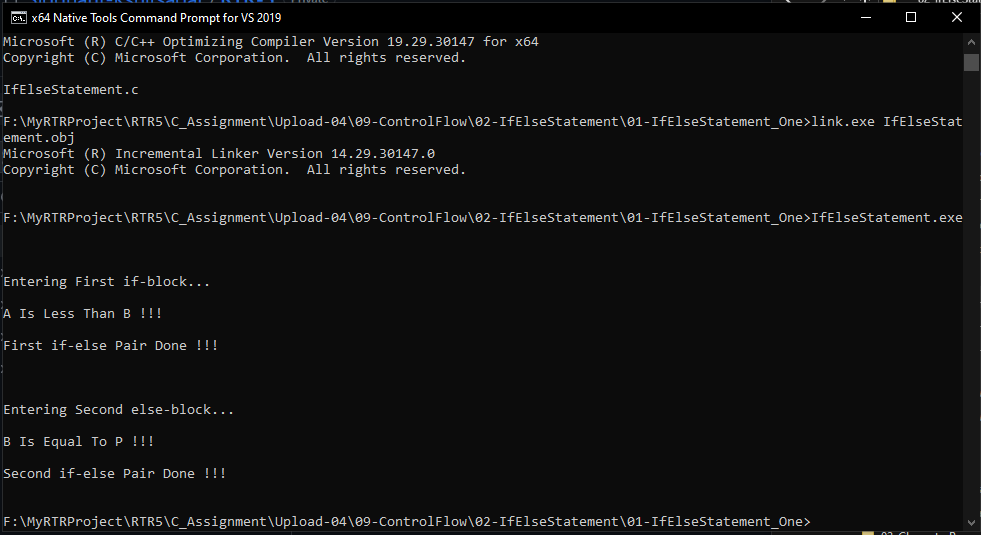 x64 Native Tools Command Prompt for VS 2019
Microsoft (R) C/C++ Optimizing Compiler Version 19.29.30147 for x64
Copyright (C) Microsoft Corporation.  All rights reserved.
IfElseStatement.c
F:\MyRTRProject\RTR5\C_Assignment\Upload-04\09-ControlFlow\02-IfElseStatement\01-IfElseStatement_One>link.exe IfElseStat
ement.obj
Microsoft (R) Incremental Linker Version 14.29.30147.0
Copyright (C) Microsoft Corporation.  All rights reserved.
F:\MyRTRProject\RTR5\C_Assignment\Upload-04\09-ControlFlow\02-IfElseStatement\01-IfElseStatement_One>IfElseStatement.exe
Entering First if-block...
A Is Less Than B !!!
First if-else Pair Done !!!
Entering Second else-block...
B Is Equal To P !!!
Second if-else Pair Done !!!
F:\MyRTRProject\RTR5\C_Assignment\Upload-04\09-ControlFlow\02-IfElseStatement\01-IfElseStatement_One>